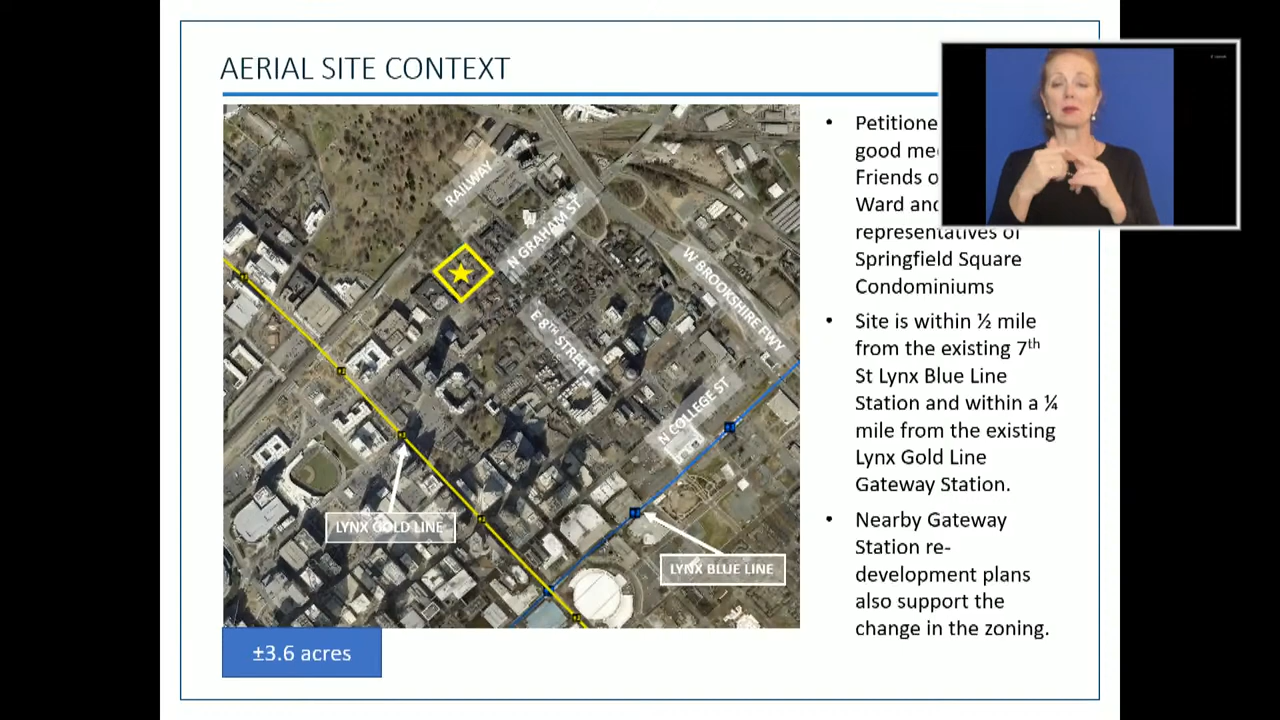 AERIAL SITE CONTEXT
RAILWAY
N GRAHAM ST
W BROOKSHIRE FWY
E 8TH STREET
N COLLEGE ST
LYNX GOLD LINE
LYNX BLUE LINE
±3.6 acres
• Petitione
good me
Friends o
Ward and
representatives of
Springfield Square
Condominiums
• Site is within ½ mile
from the existing 7th
St Lynx Blue Line
Station and within a ¼
mile from the existing
Lynx Gold Line
Gateway Station.
• Nearby Gateway
Station re-
development plans
also support the
change in the zoning.